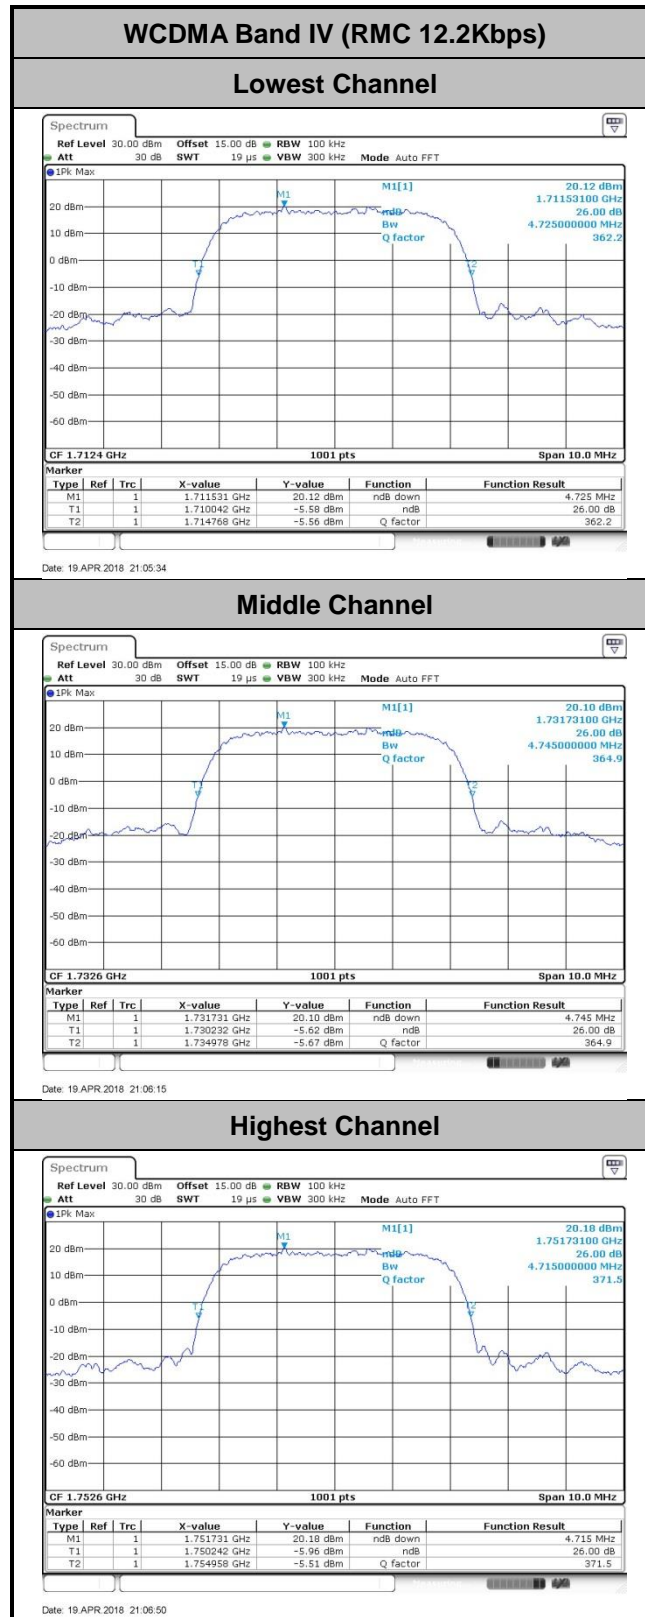 WCDMA Band IV (RMC 12.2Kbps)
Lowest Channel
Spectrum
Ref Level 30.00 dBm Offset 15.00 dB RBW 100 kHz
Att 30 dB SWT 19 µs VBW 300 kHz Mode Auto FFT
1Pk Max
M1[1] 20.12 dBm
1.71153100 GHz
ndB 26.00 dB
Bw 4.725000000 MHz
Q factor 362.2
M1
T1
T2
20 dBm
10 dBm
0 dBm
-10 dBm
-20 dBm
-30 dBm
-40 dBm
-50 dBm
-60 dBm
CF 1.7124 GHz 1001 pts Span 10.0 MHz
Marker
Type Ref Trc X-value Y-value Function Function Result
M1 1 1.711531 GHz 20.12 dBm ndB down 4.725 MHz
T1 1 1.710042 GHz -5.58 dBm ndB 26.00 dB
T2 1 1.714768 GHz -5.56 dBm Q factor 362.2
Date: 19.APR.2018 21:05:34
Middle Channel
Spectrum
Ref Level 30.00 dBm Offset 15.00 dB RBW 100 kHz
Att 30 dB SWT 19 µs VBW 300 kHz Mode Auto FFT
1Pk Max
M1[1] 20.10 dBm
1.73173100 GHz
ndB 26.00 dB
Bw 4.745000000 MHz
Q factor 364.9
M1
T1
T2
20 dBm
10 dBm
0 dBm
-10 dBm
-20 dBm
-30 dBm
-40 dBm
-50 dBm
-60 dBm
CF 1.7326 GHz 1001 pts Span 10.0 MHz
Marker
Type Ref Trc X-value Y-value Function Function Result
M1 1 1.731731 GHz 20.10 dBm ndB down 4.745 MHz
T1 1 1.730232 GHz -5.62 dBm ndB 26.00 dB
T2 1 1.734978 GHz -5.67 dBm Q factor 364.9
Date: 19.APR.2018 21:06:15
Highest Channel
Spectrum
Ref Level 30.00 dBm Offset 15.00 dB RBW 100 kHz
Att 30 dB SWT 19 µs VBW 300 kHz Mode Auto FFT
1Pk Max
M1[1] 20.18 dBm
1.75173100 GHz
ndB 26.00 dB
Bw 4.715000000 MHz
Q factor 371.5
M1
T1
T2
20 dBm
10 dBm
0 dBm
-10 dBm
-20 dBm
-30 dBm
-40 dBm
-50 dBm
-60 dBm
CF 1.7526 GHz 1001 pts Span 10.0 MHz
Marker
Type Ref Trc X-value Y-value Function Function Result
M1 1 1.751731 GHz 20.18 dBm ndB down 4.715 MHz
T1 1 1.750242 GHz -5.96 dBm ndB 26.00 dB
T2 1 1.754958 GHz -5.51 dBm Q factor 371.5
Date: 19.APR.2018 21:06:50